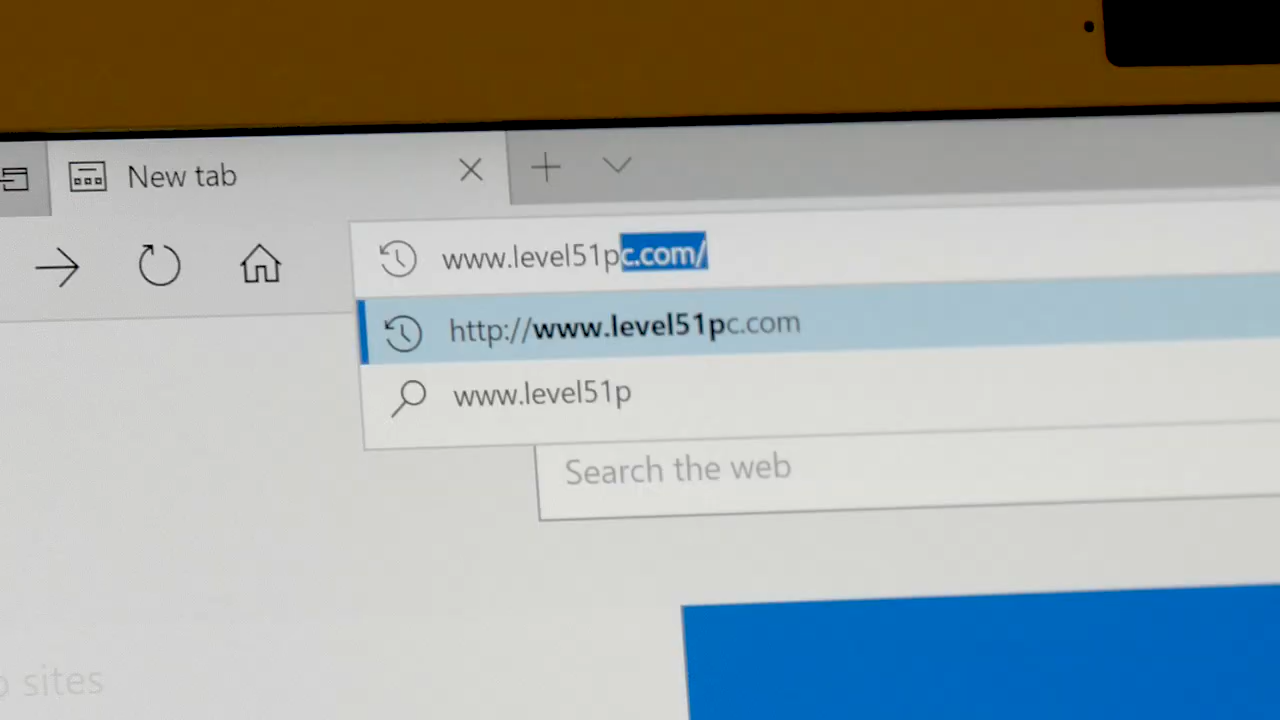 New tab
www.level51pc.com/
http://www.level51pc.com
www.level51p
Search the web
sites